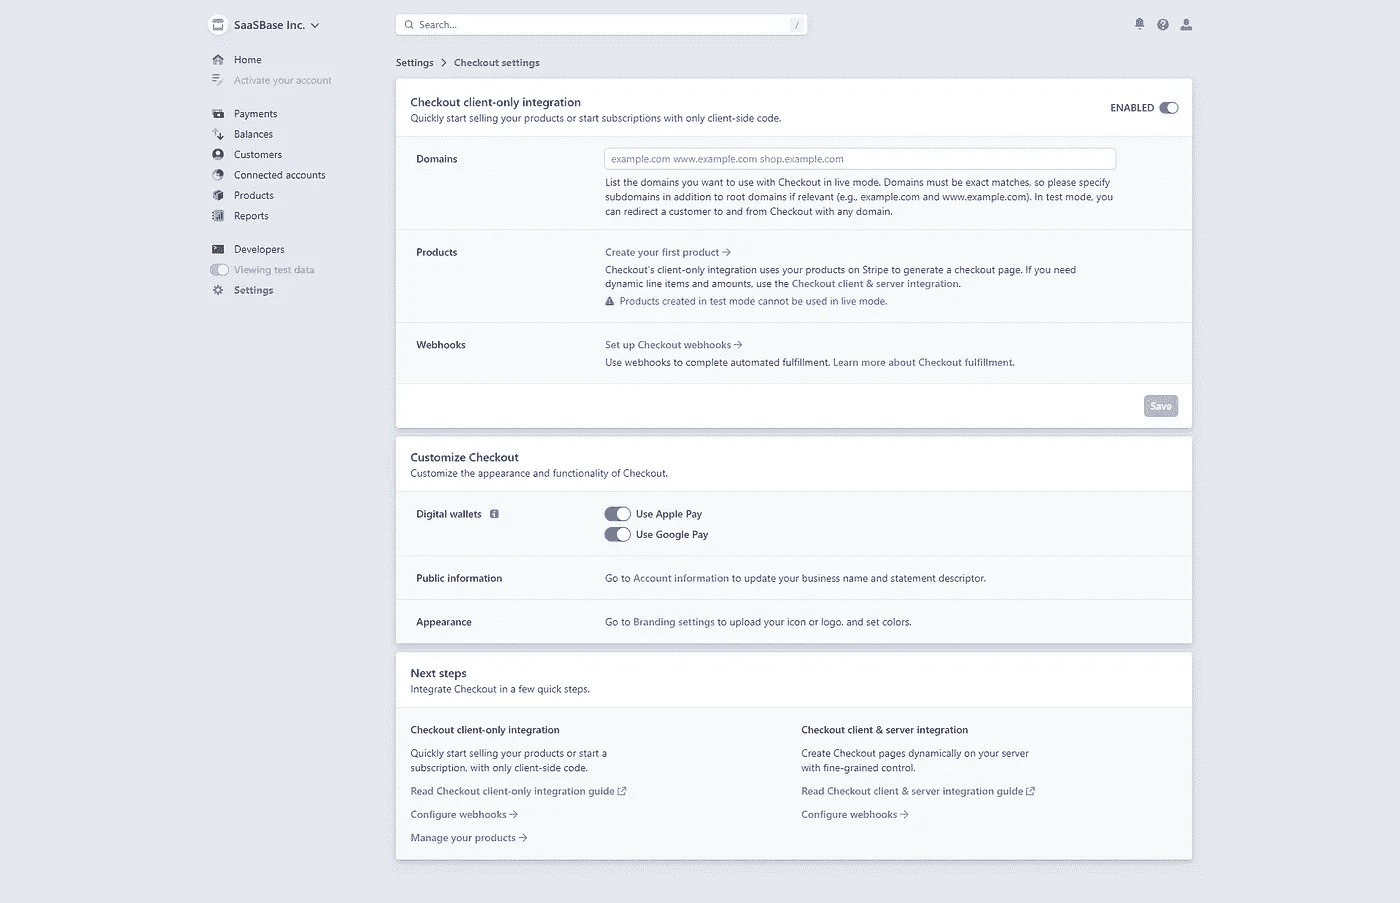 SaaSBase Inc.
Search...
/
Home
Activate your account
Payments
Balances
Customers
Connected accounts
Products
Reports
Developers
Viewing test data
Settings
Settings > Checkout settings
Checkout client-only integration
Quickly start selling your products or start subscriptions with only client-side code.
ENABLED
Domains
example.com www.example.com shop.example.com
List the domains you want to use with Checkout in live mode. Domains must be exact matches, so please specify
subdomains in addition to root domains if relevant (e.g., example.com and www.example.com). In test mode, you
can redirect a customer to and from Checkout with any domain.
Products
Create your first product →
Checkout's client-only integration uses your products on Stripe to generate a checkout page. If you need
dynamic line items and amounts, use the Checkout client & server integration.
Products created in test mode cannot be used in live mode.
Webhooks
Set up Checkout webhooks →
Use webhooks to complete automated fulfillment. Learn more about Checkout fulfillment.
Save
Customize Checkout
Customize the appearance and functionality of Checkout.
Digital wallets
Use Apple Pay
Use Google Pay
Public information
Go to Account information to update your business name and statement descriptor.
Appearance
Go to Branding settings to upload your icon or logo, and set colors.
Next steps
Integrate Checkout in a few quick steps.
Checkout client-only integration
Quickly start selling your products or start a
subscription, with only client-side code.
Read Checkout client-only integration guide
Configure webhooks →
Manage your products →
Checkout client & server integration
Create Checkout pages dynamically on your server
with fine-grained control.
Read Checkout client & server integration guide
Configure webhooks →